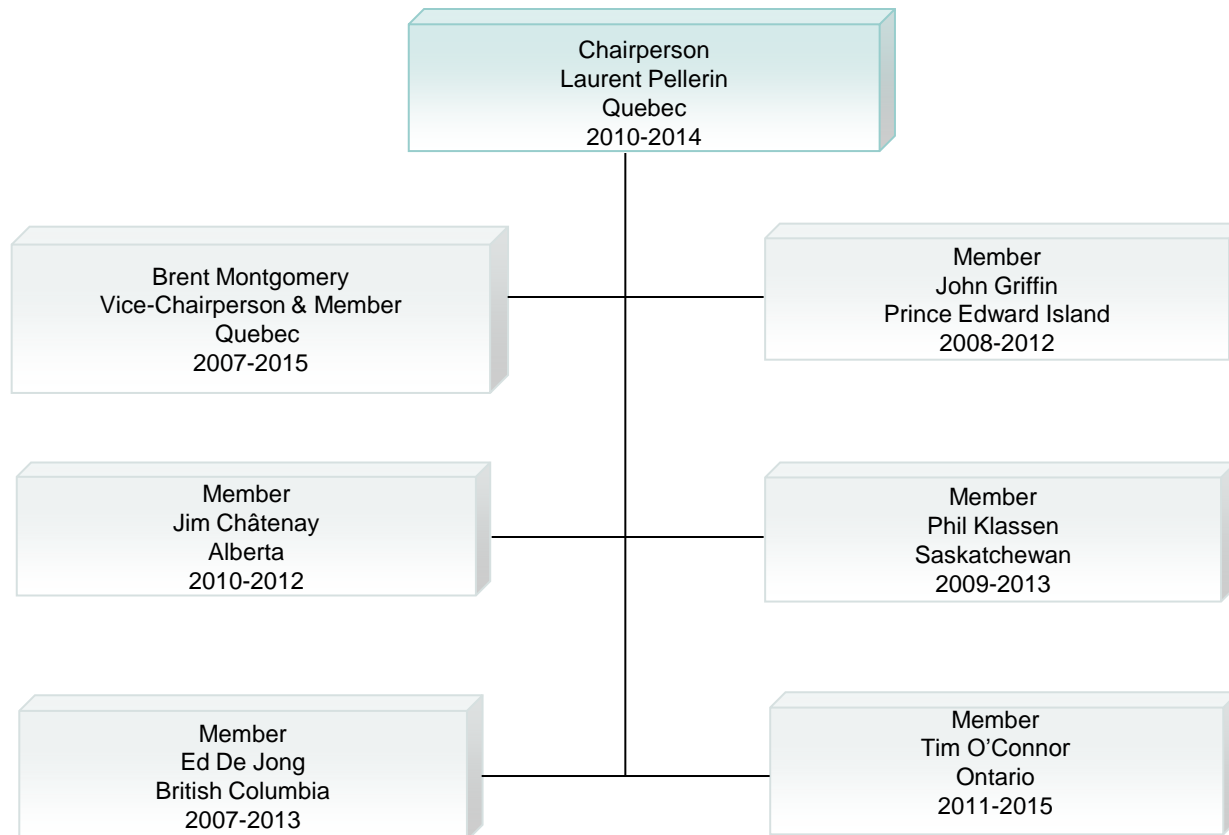 Chairperson
Laurent Pellerin
Quebec
2010-2014
Brent Montgomery
Vice-Chairperson & Member
Quebec
2007-2015
Member
John Griffin
Prince Edward Island
2008-2012
Member
Jim Châtenay
Alberta
2010-2012
Member
Phil Klassen
Saskatchewan
2009-2013
Member
Ed De Jong
British Columbia
2007-2013
Member
Tim O’Connor
Ontario
2011-2015